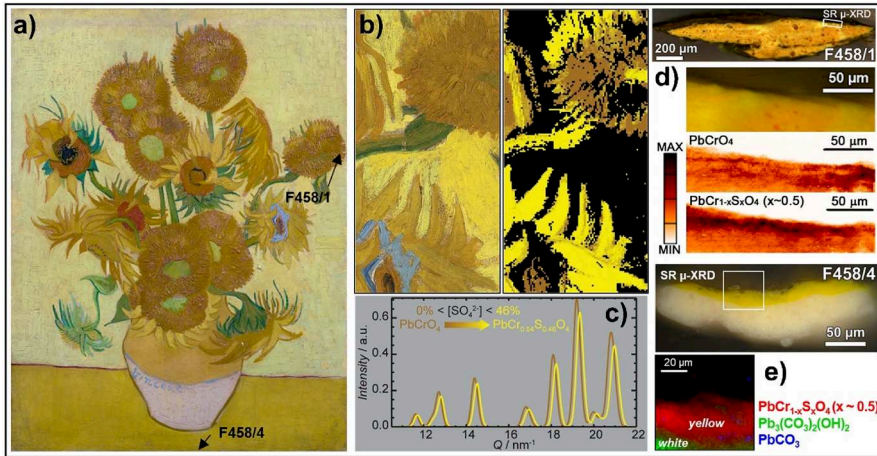 a)
F458/1
Vincent
F458/4
b)
c)
0% < [SO₄²⁻] < 46%
PbCrO₄ PbCr₀.₅₄S₀.₄₆O₄
Intensity / a.u.
0.6
0.4
0.2
0.0
12 14 16 18 20 22
Q / nm⁻¹
SR μ-XRD
200 μm
F458/1
d)
50 μm
PbCrO₄
50 μm
MAX
MIN
PbCr₁₋ₓSₓO₄ (x~0.5)
50 μm
SR μ-XRD
F458/4
50 μm
20 μm
e)
yellow
white
PbCr₁₋ₓSₓO₄ (x ~ 0.5)
Pb₃(CO₃)₂(OH)₂
PbCO₃